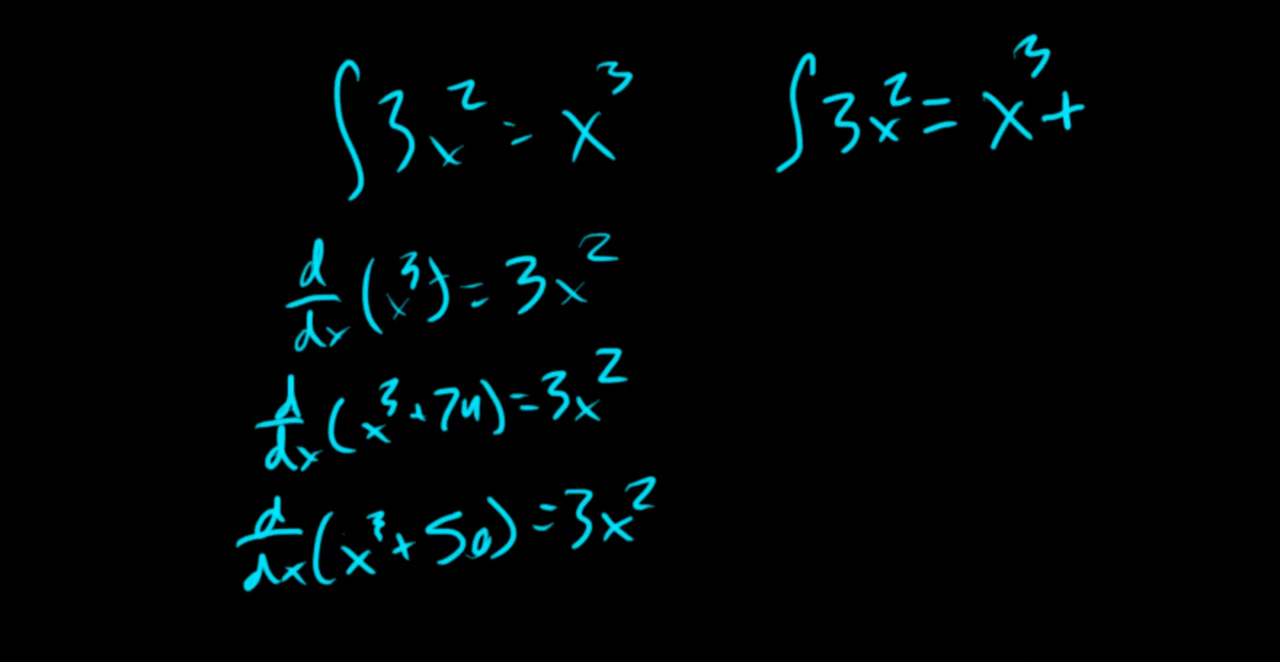 ∫3x² = x³
∫3x² = x³+
d/dx (x³) = 3x²
d/dx (x³ + 74) = 3x²
d/dx (x³ + 50) = 3x²